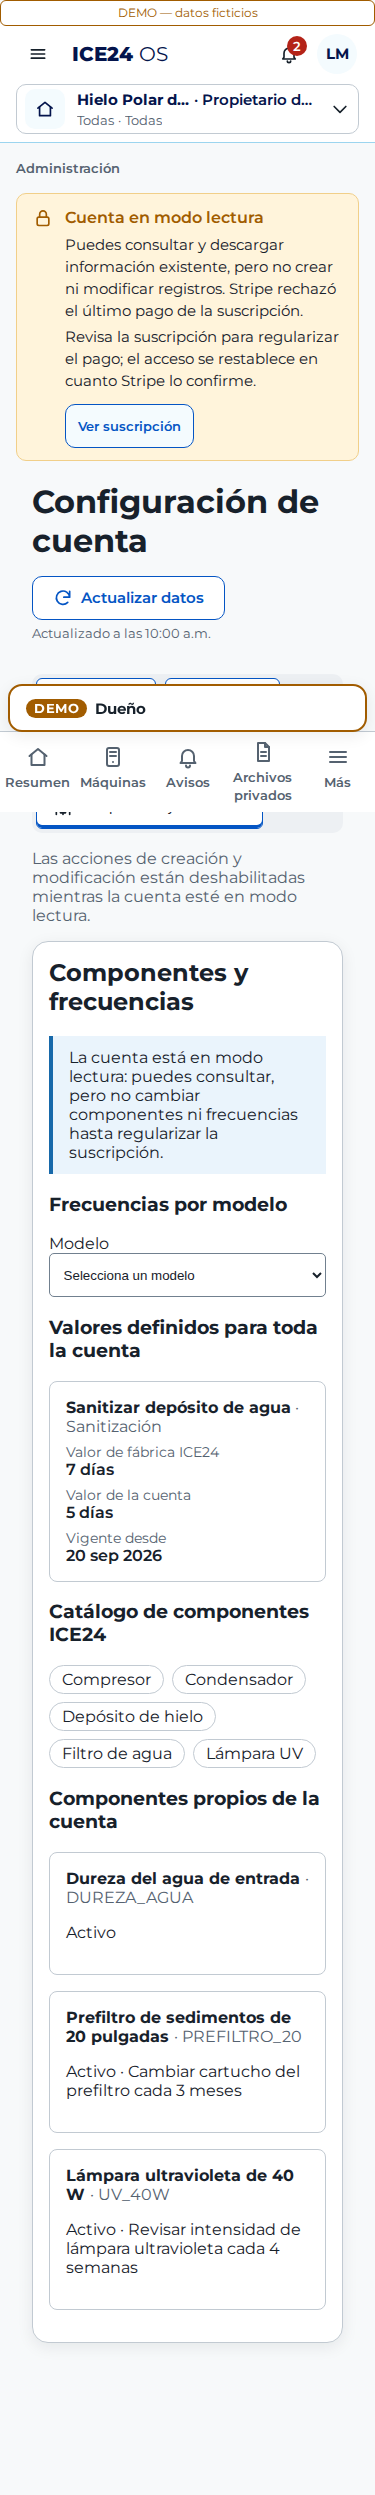 DEMO — datos ficticios
ICE24 OS
2
LM
Hielo Polar d... · Propietario d...
Todas · Todas
Administración
Cuenta en modo lectura
Puedes consultar y descargar
información existente, pero no crear
ni modificar registros. Stripe rechazó
el último pago de la suscripción.
Revisa la suscripción para regularizar
el pago; el acceso se restablece en
cuanto Stripe lo confirme.
Ver suscripción
Configuración de
cuenta
Actualizar datos
Actualizado a las 10:00 a.m.
DEMO Dueño
Resumen
Máquinas
Avisos
Archivos
privados
Más
Las acciones de creación y
modificación están deshabilitadas
mientras la cuenta esté en modo
lectura.
Componentes y
frecuencias
La cuenta está en modo
lectura: puedes consultar,
pero no cambiar
componentes ni frecuencias
hasta regularizar la
suscripción.
Frecuencias por modelo
Modelo
Selecciona un modelo
Valores definidos para toda
la cuenta
Sanitizar depósito de agua ·
Sanitización
Valor de fábrica ICE24
7 días
Valor de la cuenta
5 días
Vigente desde
20 sep 2026
Catálogo de componentes
ICE24
Compresor
Condensador
Depósito de hielo
Filtro de agua
Lámpara UV
Componentes propios de la
cuenta
Dureza del agua de entrada ·
DUREZA_AGUA
Activo
Prefiltro de sedimentos de
20 pulgadas · PREFILTRO_20
Activo · Cambiar cartucho del
prefiltro cada 3 meses
Lámpara ultravioleta de 40
W · UV_40W
Activo · Revisar intensidad de
lámpara ultravioleta cada 4
semanas